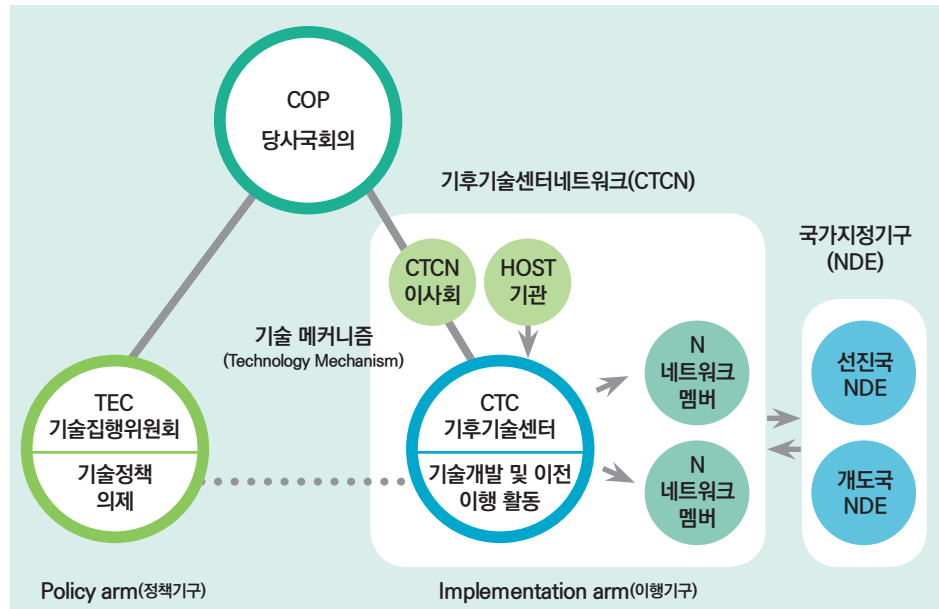 COP
당사국회의
기후기술센터네트워크(CTCN)
국가지정기구
(NDE)
CTCN
이사회
HOST
기관
기술 메커니즘
(Technology Mechanism)
TEC
기술집행위원회
기술정책
의제
CTC
기후기술센터
기술개발 및 이전
이행 활동
N
네트워크
멤버
N
네트워크
멤버
선진국
NDE
개도국
NDE
Policy arm(정책기구)
Implementation arm(이행기구)